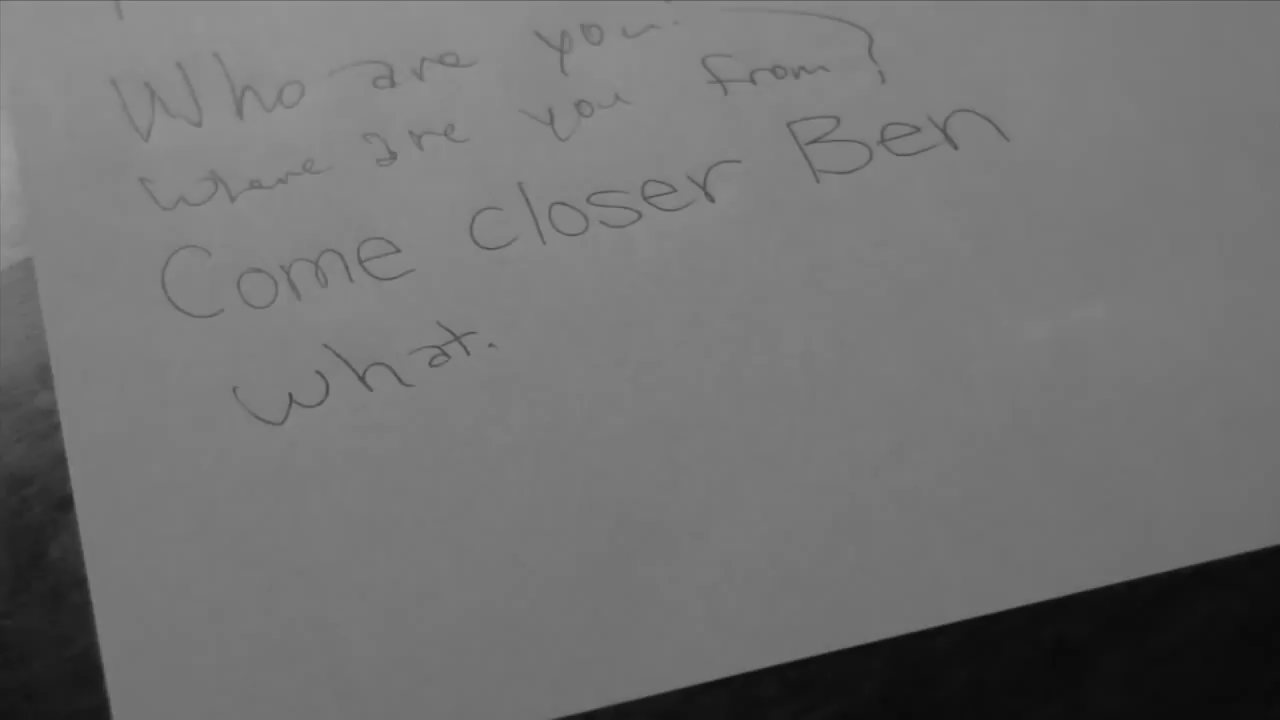 Who are you?
Where are you from?
Come closer Ben
What.